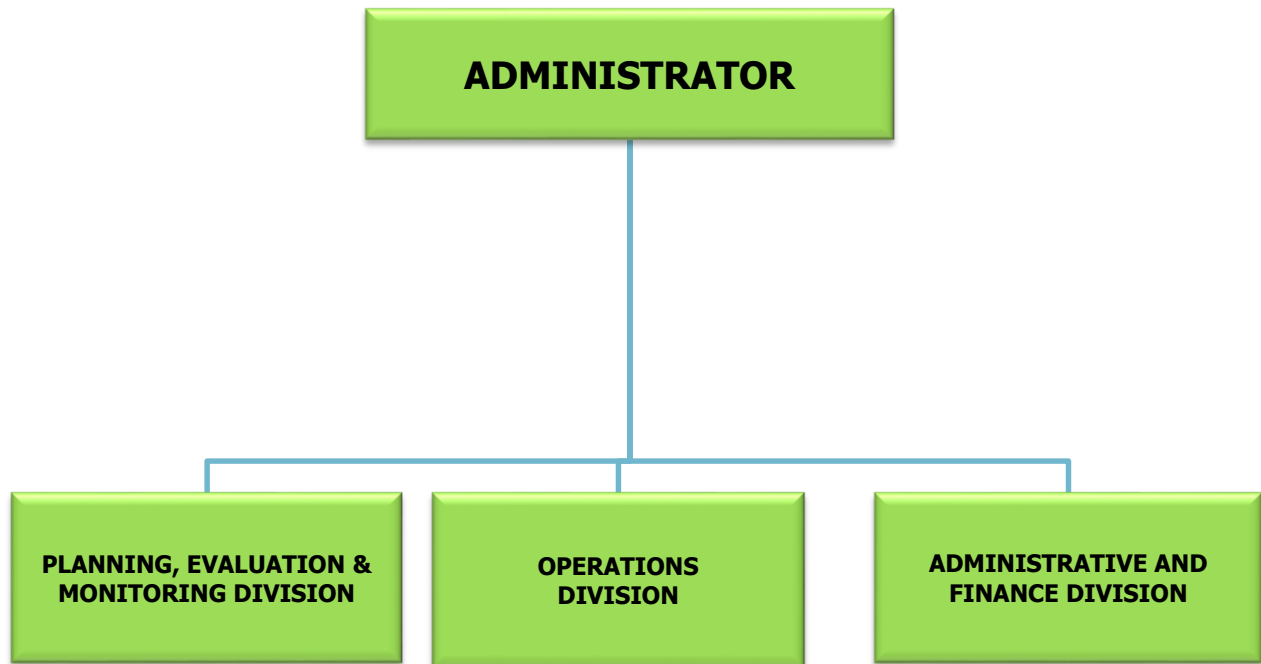 ADMINISTRATOR
PLANNING, EVALUATION &
MONITORING DIVISION
OPERATIONS
DIVISION
ADMINISTRATIVE AND
FINANCE DIVISION